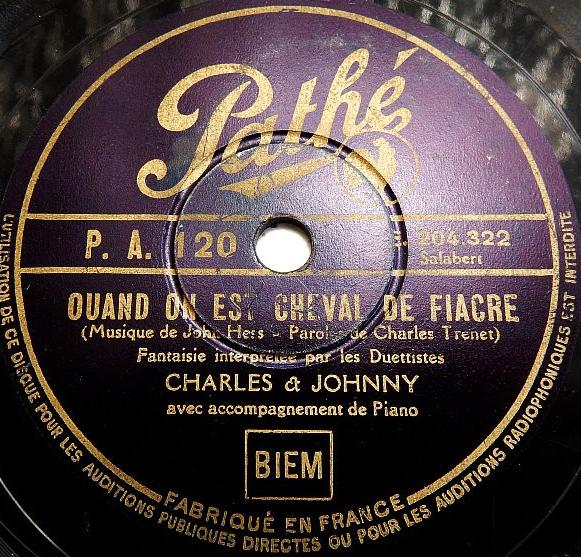 Pathé
P. A. 120
204.322
Salabert
QUAND ON EST CHEVAL DE FIACRE
(Musique de John Hess - Paroles de Charles Trenet)
Fantaisie interprétée par les Duettistes
CHARLES & JOHNNY
avec accompagnement de Piano
BIEM
FABRIQUÉ EN FRANCE
L'UTILISATION DE CE DISQUE POUR LES AUDITIONS PUBLIQUES DIRECTES OU POUR LES AUDITIONS RADIOPHONIQUES EST INTERDITE